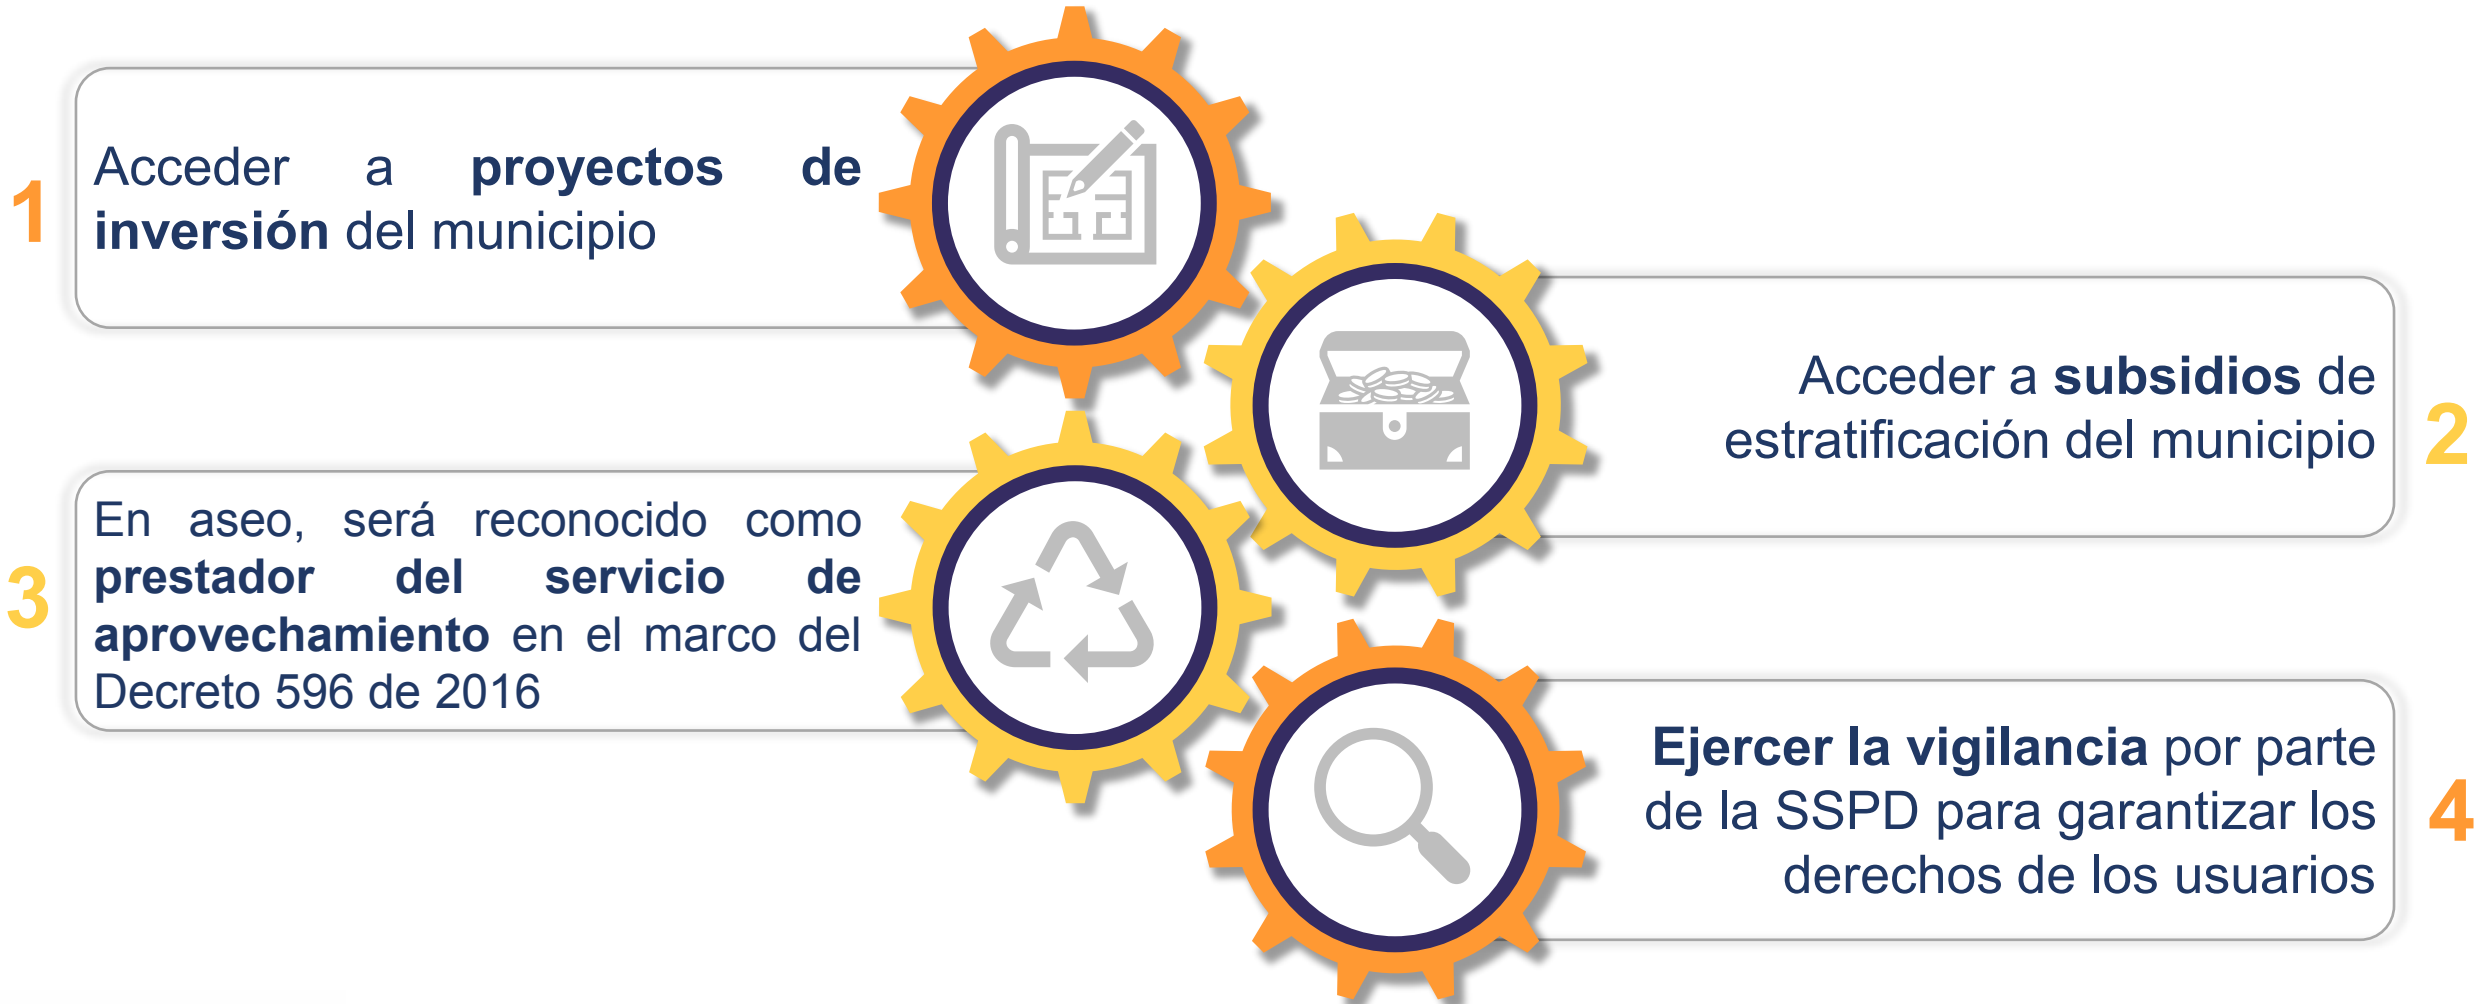 1
Acceder a proyectos de
inversión del municipio
Acceder a subsidios de
estratificación del municipio
2
3
En aseo, será reconocido como
prestador del servicio de
aprovechamiento en el marco del
Decreto 596 de 2016
Ejercer la vigilancia por parte
de la SSPD para garantizar los
derechos de los usuarios
4